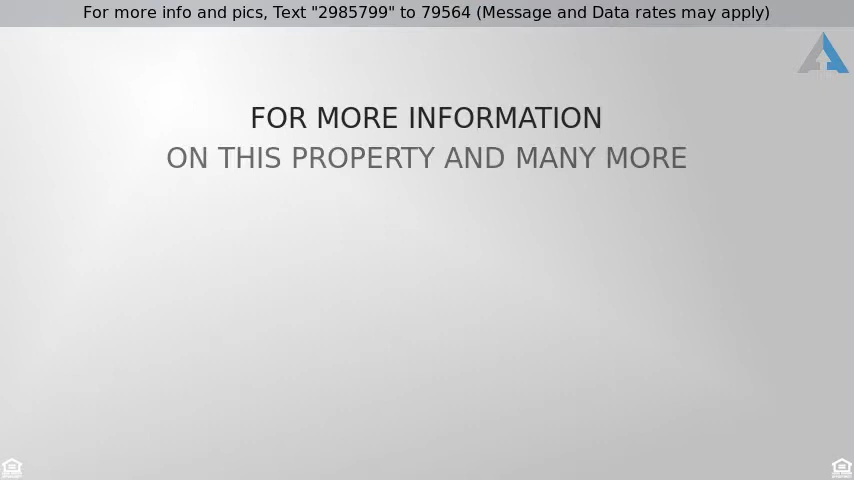 For more info and pics, Text "2985799" to 79564 (Message and Data rates may apply)
FOR MORE INFORMATION
ON THIS PROPERTY AND MANY MORE